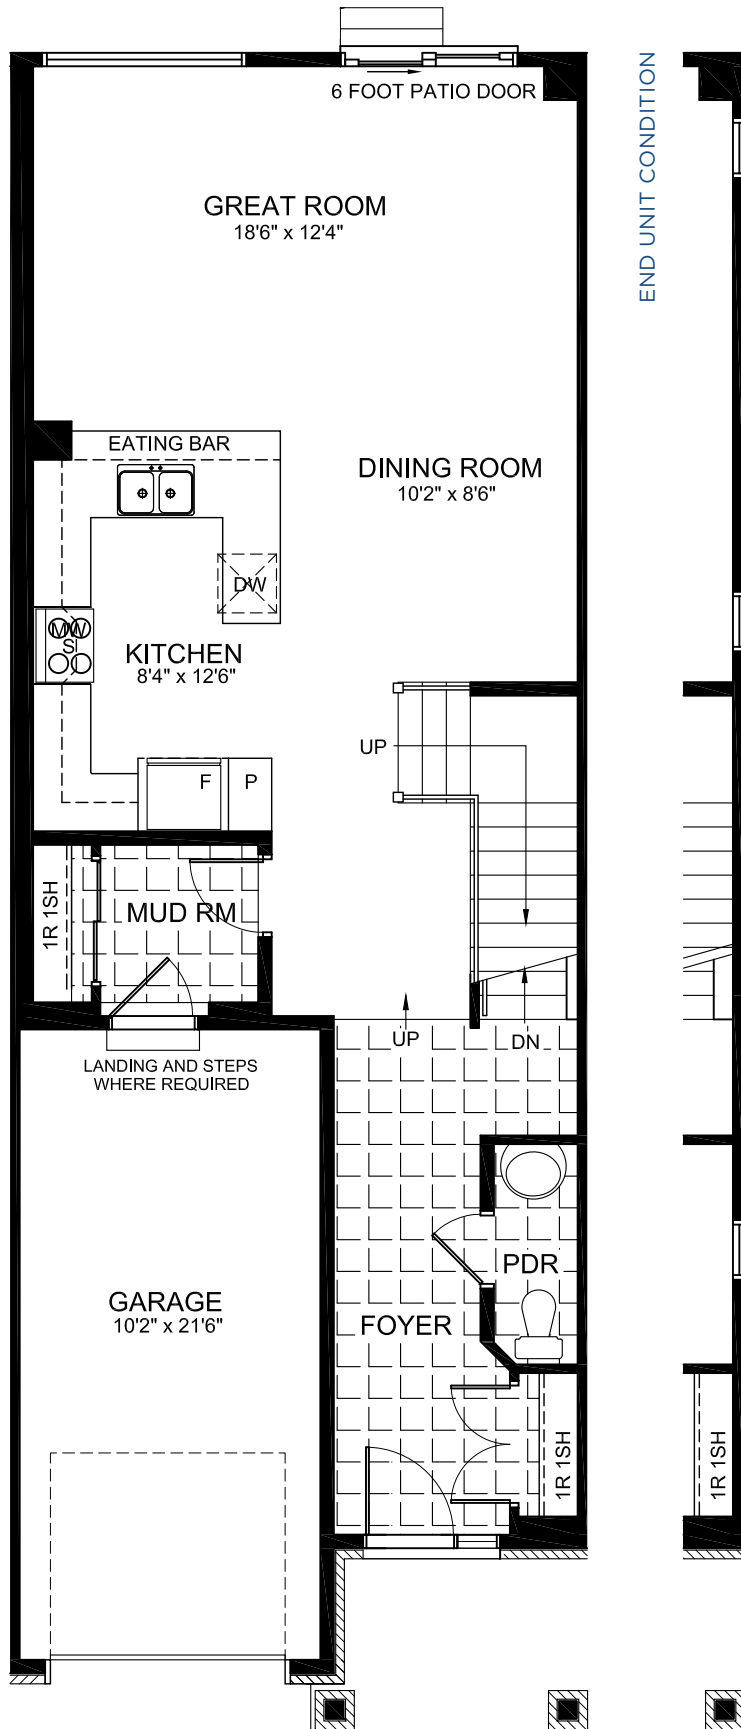 6 FOOT PATIO DOOR
END UNIT CONDITION
GREAT ROOM
18'6" x 12'4"
EATING BAR
DINING ROOM
10'2" x 8'6"
DW
MW
SI
KITCHEN
8'4" x 12'6"
UP
F
P
1R 1SH
MUD RM
UP
DN
LANDING AND STEPS
WHERE REQUIRED
PDR
GARAGE
10'2" x 21'6"
FOYER
1R 1SH
1R 1SH